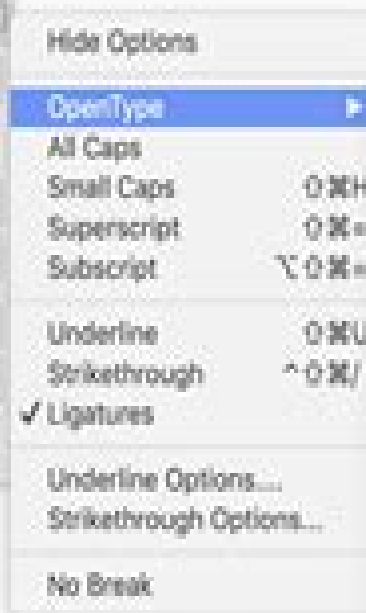 Hide Options
OpenType ▶
All Caps
Small Caps ⇧⌘H
Superscript ⇧⌘=
Subscript ⌥⇧⌘=
Underline ⇧⌘U
Strikethrough ^⇧⌘/
✓ Ligatures
Underline Options...
Strikethrough Options...
No Break